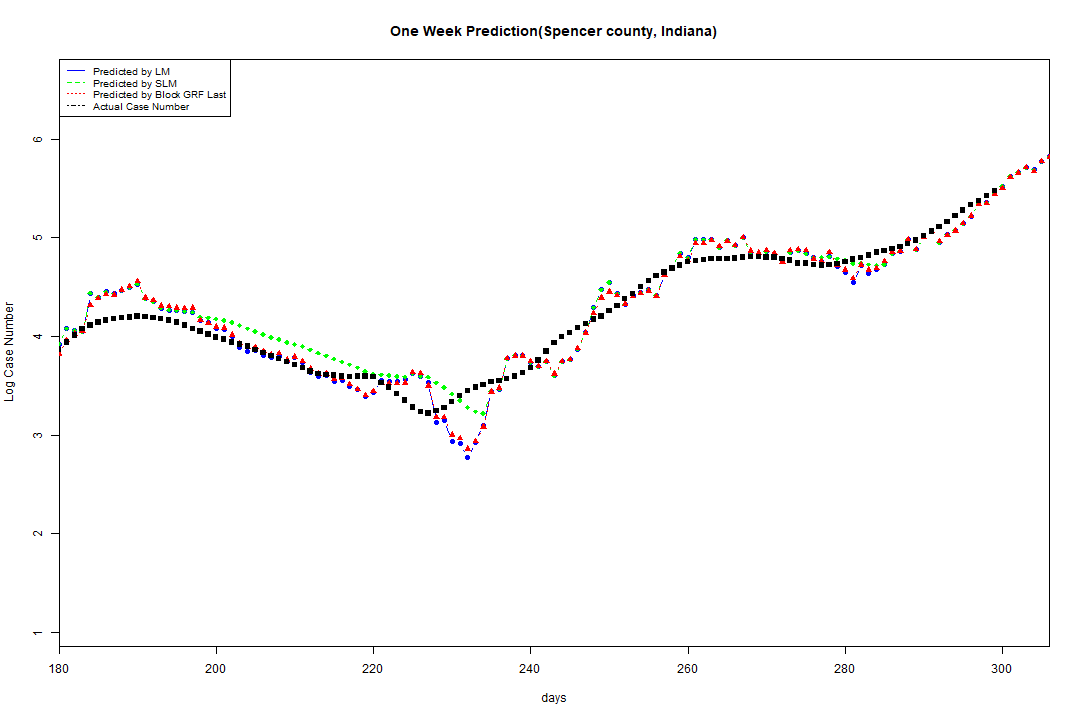 One Week Prediction(Spencer county, Indiana)
Predicted by LM
Predicted by SLM
Predicted by Block GRF Last
Actual Case Number
6
5
4
3
2
1
Log Case Number
180 200 220 240 260 280 300
days